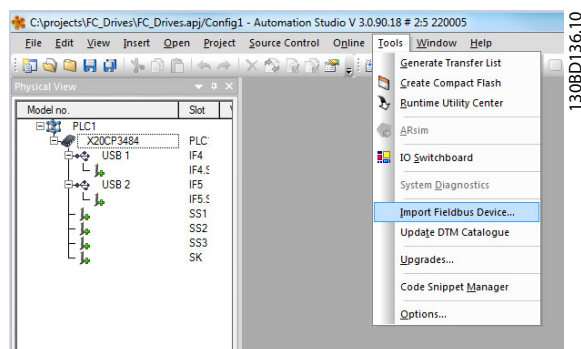 C:\projects\FC_Drives\FC_Drives.apj/Config1 - Automation Studio V 3.0.90.18 # 2:5 220005
File Edit View Insert Open Project Source Control Online Tools Window Help
Physical View
Model no. Slot
PLC1
X20CP3484 PLC
USB 1 IF4
IF4.S
USB 2 IF5
IF5.S
SS1
SS2
SS3
SK
Generate Transfer List
Create Compact Flash
Runtime Utility Center
ARsim
IO Switchboard
System Diagnostics
Import Fieldbus Device...
Update DTM Catalogue
Upgrades...
Code Snippet Manager
Options...
130BD136.10